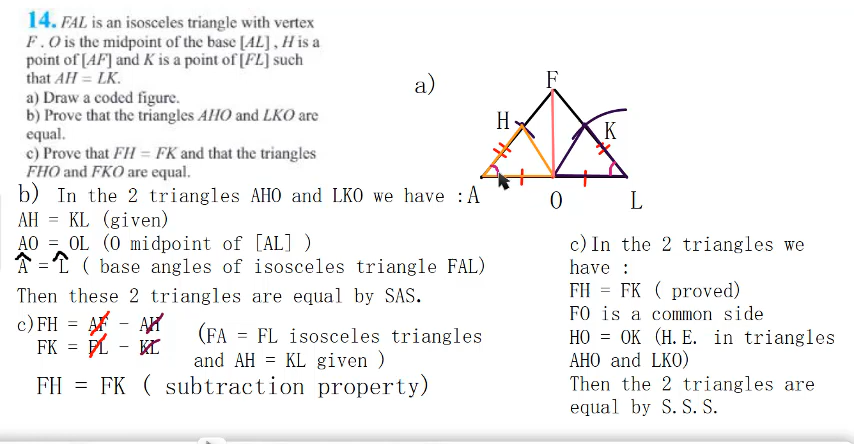 14. FAL is an isosceles triangle with vertex
F . O is the midpoint of the base [AL] , H is a
point of [AF] and K is a point of [FL] such
that AH = LK.
a) Draw a coded figure.
b) Prove that the triangles AHO and LKO are
equal.
c) Prove that FH = FK and that the triangles
FHO and FKO are equal.
a)
F
H
K
A
O
L
b) In the 2 triangles AHO and LKO we have :
AH = KL (given)
AO = OL (O midpoint of [AL] )
Â = L̂ ( base angles of isosceles triangle FAL)
Then these 2 triangles are equal by SAS.
c)FH = AF - AH
FK = FL - KL
(FA = FL isosceles triangles
and AH = KL given )
FH = FK ( subtraction property)
c)In the 2 triangles we
have :
FH = FK ( proved)
FO is a common side
HO = OK (H.E. in triangles
AHO and LKO)
Then the 2 triangles are
equal by S.S.S.